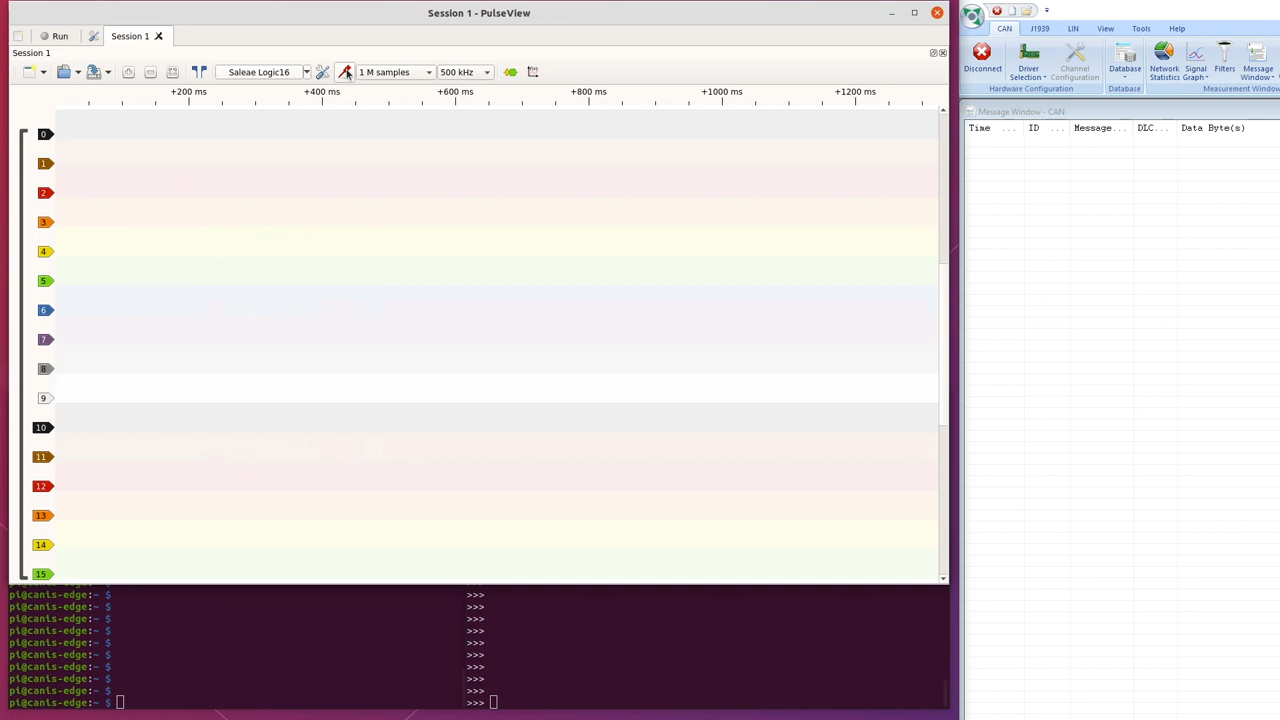 Session 1 - PulseView
Run
Session 1
Session 1
Saleae Logic16
1 M samples
500 kHz
+200 ms
+400 ms
+600 ms
+800 ms
+1000 ms
+1200 ms
0
1
2
3
4
5
6
7
8
9
10
11
12
13
14
15
pi@canis-edge:~ $
pi@canis-edge:~ $
pi@canis-edge:~ $
pi@canis-edge:~ $
pi@canis-edge:~ $
pi@canis-edge:~ $
pi@canis-edge:~ $
pi@canis-edge:~ $
pi@canis-edge:~ $
pi@canis-edge:~ $
pi@canis-edge:~ $
>>>
>>>
>>>
>>>
>>>
>>>
>>>
>>>
>>>
>>>
CAN
J1939
LIN
View
Tools
Help
Disconnect
Driver Selection
Channel Configuration
Database
Network Statistics
Signal Graph
Filters
Message Window
Hardware Configuration
Database
Measurement Window
Message Window - CAN
Time ... ID ... Message... DLC... Data Byte(s)